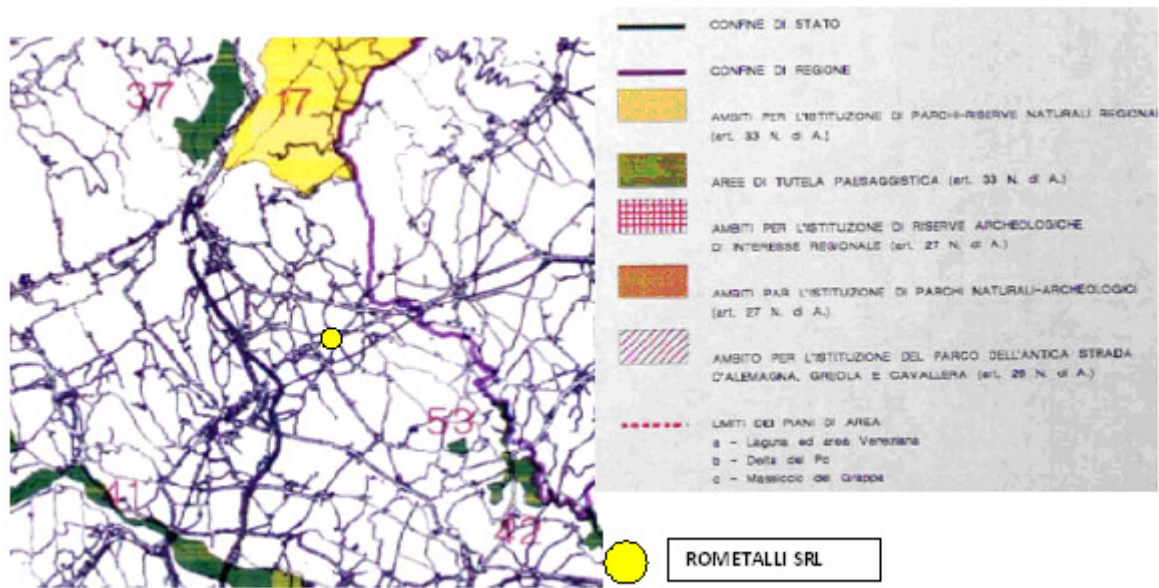 37
17
53
41
42
CONFINE DI STATO
CONFINE DI REGIONE
AMBITI PER L'ISTITUZIONE DI PARCHI-RISERVE NATURALI REGIONAL
(art. 33 N. di A.)
AREE DI TUTELA PAESAGGISTICA (art. 33 N. di A.)
AMBITI PER L'ISTITUZIONE DI RISERVE ARCHEOLOGICHE
DI INTERESSE REGIONALE (art. 27 N. di A.)
AMBITI PAR L'ISTITUZIONE DI PARCHI NATURALI-ARCHEOLOGICI
(art. 27 N. di A.)
AMBITO PER L'ISTITUZIONE DEL PARCO DELL'ANTICA STRADA
D'ALEMAGNA, GREOLA E CAVALLERA (art. 28 N. di A.)
LIMITI DEI PIANI DI AREA
a - Laguna ed area Veneziana
b - Delta del Po
c - Massiccio del Grappa
ROMETALLI SRL